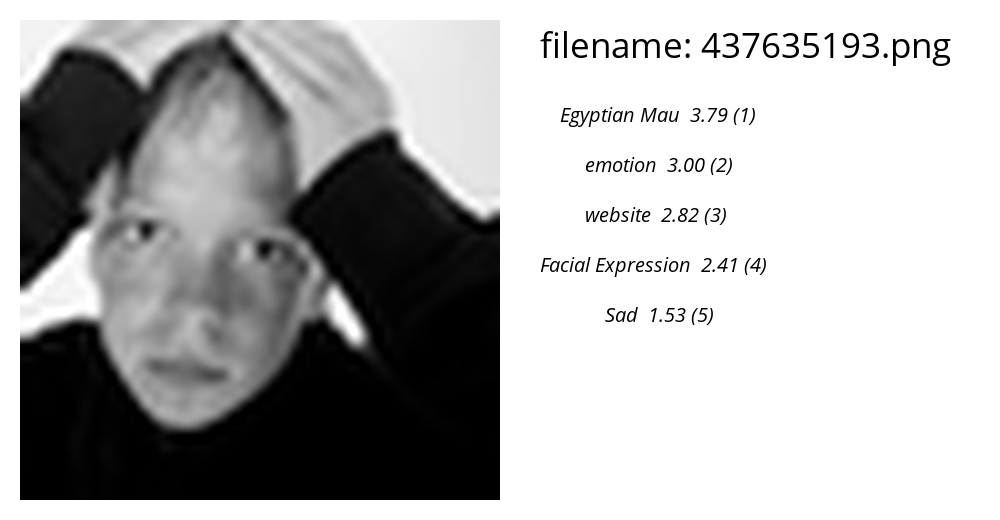 filename: 437635193.png
Egyptian Mau 3.79 (1)
emotion 3.00 (2)
website 2.82 (3)
Facial Expression 2.41 (4)
Sad 1.53 (5)